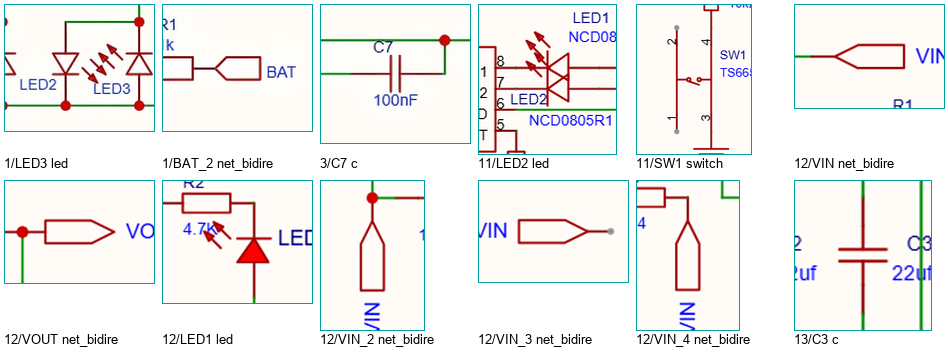 LED2
LED3
1/LED3 led
R1
k
BAT
1/BAT_2 net_bidire
C7
100nF
3/C7 c
LED1
NCD08
8
1
7
2
LED2
6
D
NCD0805R1
5
T
11/LED2 led
2
4
SW1
TS665
1
3
11/SW1 switch
VIN
R1
12/VIN net_bidire
VO
12/VOUT net_bidire
R2
4.7K
LED
12/LED1 led
VIN
12/VIN_2 net_bidire
VIN
12/VIN_3 net_bidire
4
VIN
12/VIN_4 net_bidire
2
C3
2uf
22uf
13/C3 c